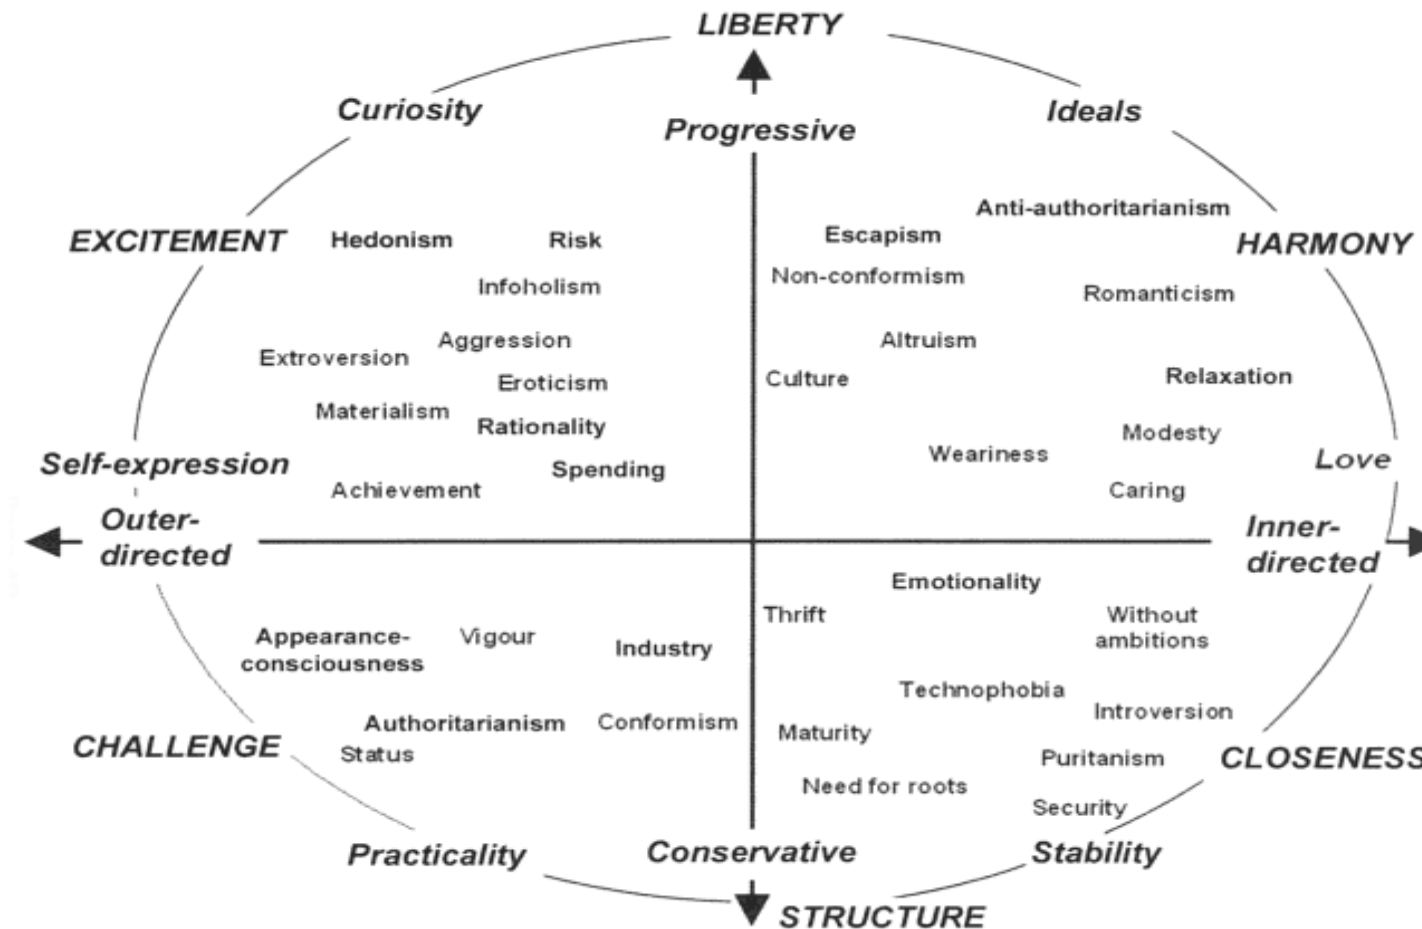 LIBERTY
Curiosity
Ideals
Progressive
Anti-authoritarianism
EXCITEMENT
Hedonism
Risk
Escapism
HARMONY
Infoholism
Non-conformism
Romanticism
Aggression
Altruism
Extroversion
Eroticism
Culture
Relaxation
Materialism
Rationality
Modesty
Self-expression
Spending
Weariness
Love
Achievement
Caring
Outer-
directed
Inner-
directed
Emotionality
Thrift
Without
ambitions
Appearance-
consciousness
Vigour
Industry
Technophobia
Introversion
Authoritarianism
Conformism
Maturity
CHALLENGE
Status
Puritanism
CLOSENESS
Need for roots
Security
Practicality
Conservative
Stability
STRUCTURE